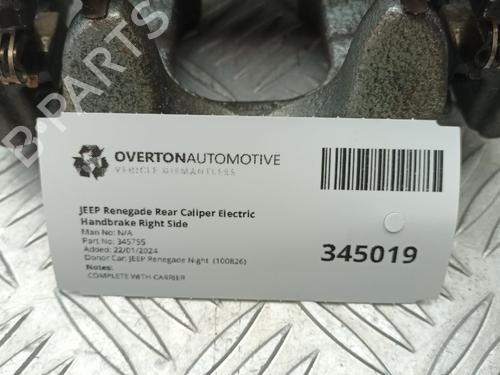 OVERTONAUTOMOTIVE
VEHICLE DISMANTLERS
JEEP Renegade Rear Caliper Electric
Handbrake Right Side
Man No: N/A
Part No: 345755
Added: 22/01/2024
Donor Car: JEEP Renegade Night (100826)
Notes:
COMPLETE WITH CARRIER
345019
B-PARTS